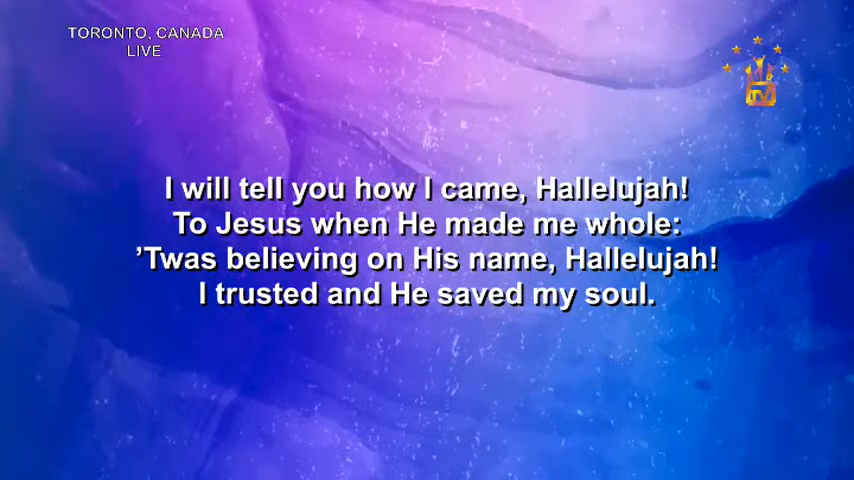 TORONTO, CANADA
LIVE
TV
I will tell you how I came, Hallelujah!
To Jesus when He made me whole:
’Twas believing on His name, Hallelujah!
I trusted and He saved my soul.